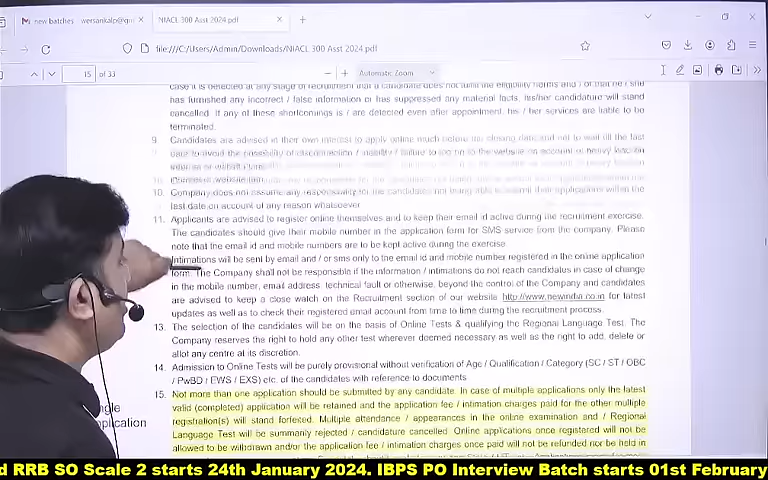 new batches
wersankalp@gm
NIACL 300 Asst 2024.pdf
file:///C:/Users/Admin/Downloads/NIACL 300 Asst 2024.pdf
15 of 33
Automatic Zoom
has furnished any incorrect / false information or has suppressed any material facts, his/her candidature will stand
cancelled. If any of these shortcomings is / are detected even after appointment, his / her services are liable to be
terminated.
9. Candidates are advised in their own interest to apply online much before the closing date and not to wait till the last
10. Company does not assume any responsibility for the candidates not being able to submit their applications within the
last date on account of any reason whatsoever
11. Applicants are advised to register online themselves and to keep their email id active during the recruitment exercise.
The candidates should give their mobile number in the application form for SMS service from the company. Please
note that the email id and mobile numbers are to be kept active during the exercise
Intimations will be sent by email and / or sms only to the email id and mobile number registered in the online application
form. The Company shall not be responsible if the information / intimations do not reach candidates in case of change
in the mobile number, email address, technical fault or otherwise, beyond the control of the Company and candidates
are advised to keep a close watch on the Recruitment section of our website http://www.newindia.co.in for latest
updates as well as to check their registered email account from time to time during the recruitment process.
13. The selection of the candidates will be on the basis of Online Tests & qualifying the Regional Language Test. The
Company reserves the right to hold any other test wherever deemed necessary as well as the right to add, delete or
allot any centre at its discretion.
14. Admission to Online Tests will be purely provisional without verification of Age / Qualification / Category (SC / ST / OBC
/ PwBD / EWS / EXS) etc. of the candidates with reference to documents
15. Not more than one application should be submitted by any candidate. In case of multiple applications only the latest
valid (completed) application will be retained and the application fee / intimation charges paid for the other multiple
registration(s) will stand forfeited. Multiple attendance / appearances in the online examination and / Regional
Language Test will be summarily rejected / candidature cancelled. Online applications once registered will not be
allowed to be withdrawn and/or the application fee / intimation charges once paid will not be refunded nor be held in
d RRB SO Scale 2 starts 24th January 2024. IBPS PO Interview Batch starts 01st February